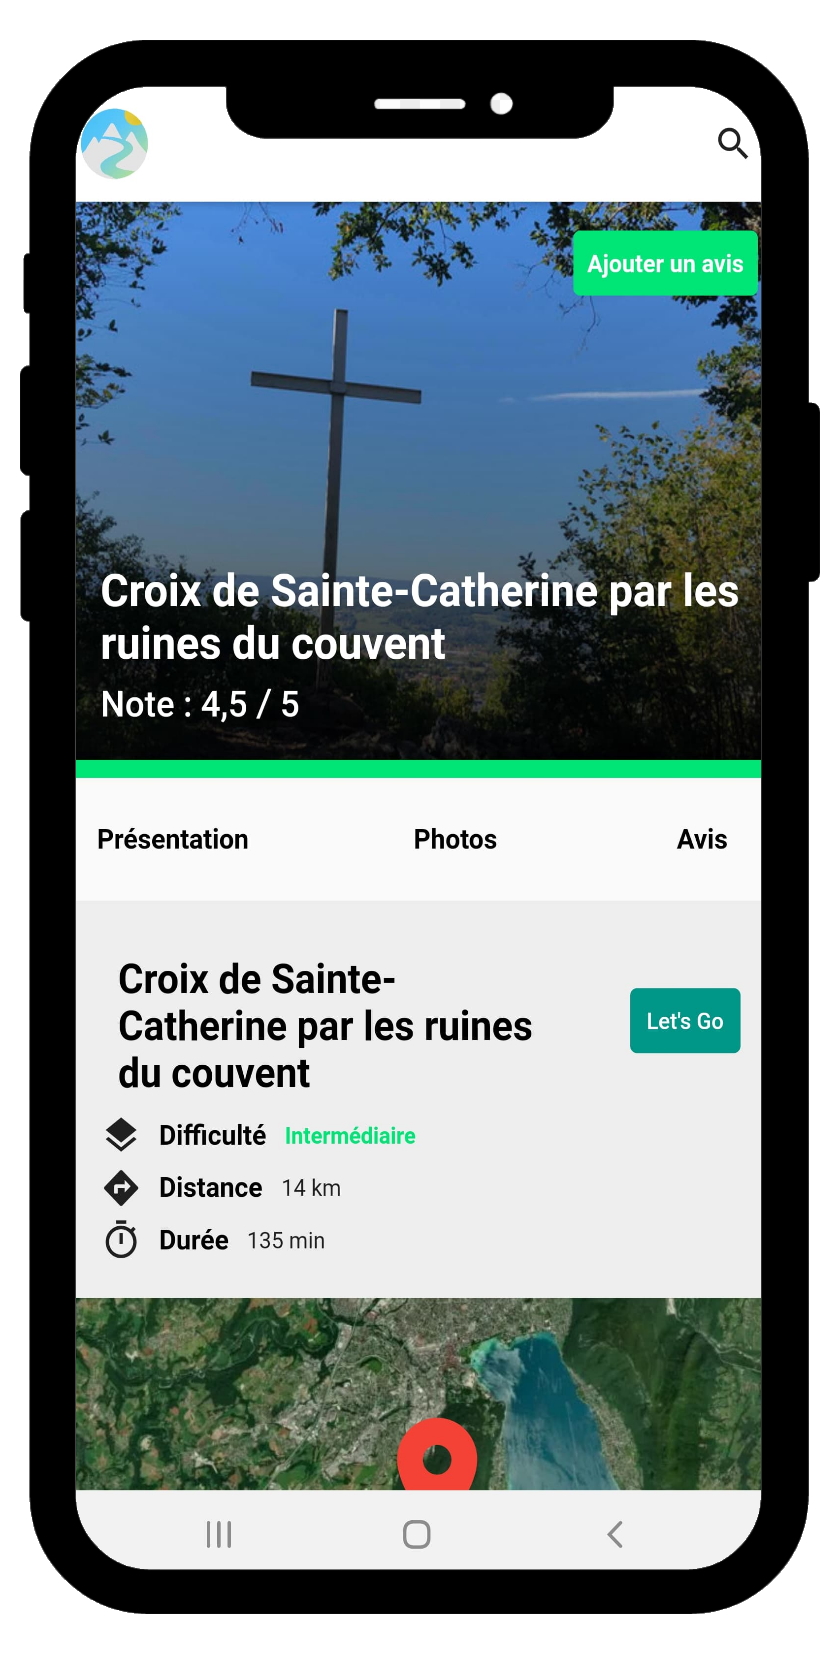 Ajouter un avis
Croix de Sainte-Catherine par les
ruines du couvent
Note : 4,5 / 5
Présentation Photos Avis
Croix de Sainte-
Catherine par les ruines
du couvent
Let's Go
Difficulté Intermédiaire
Distance 14 km
Durée 135 min